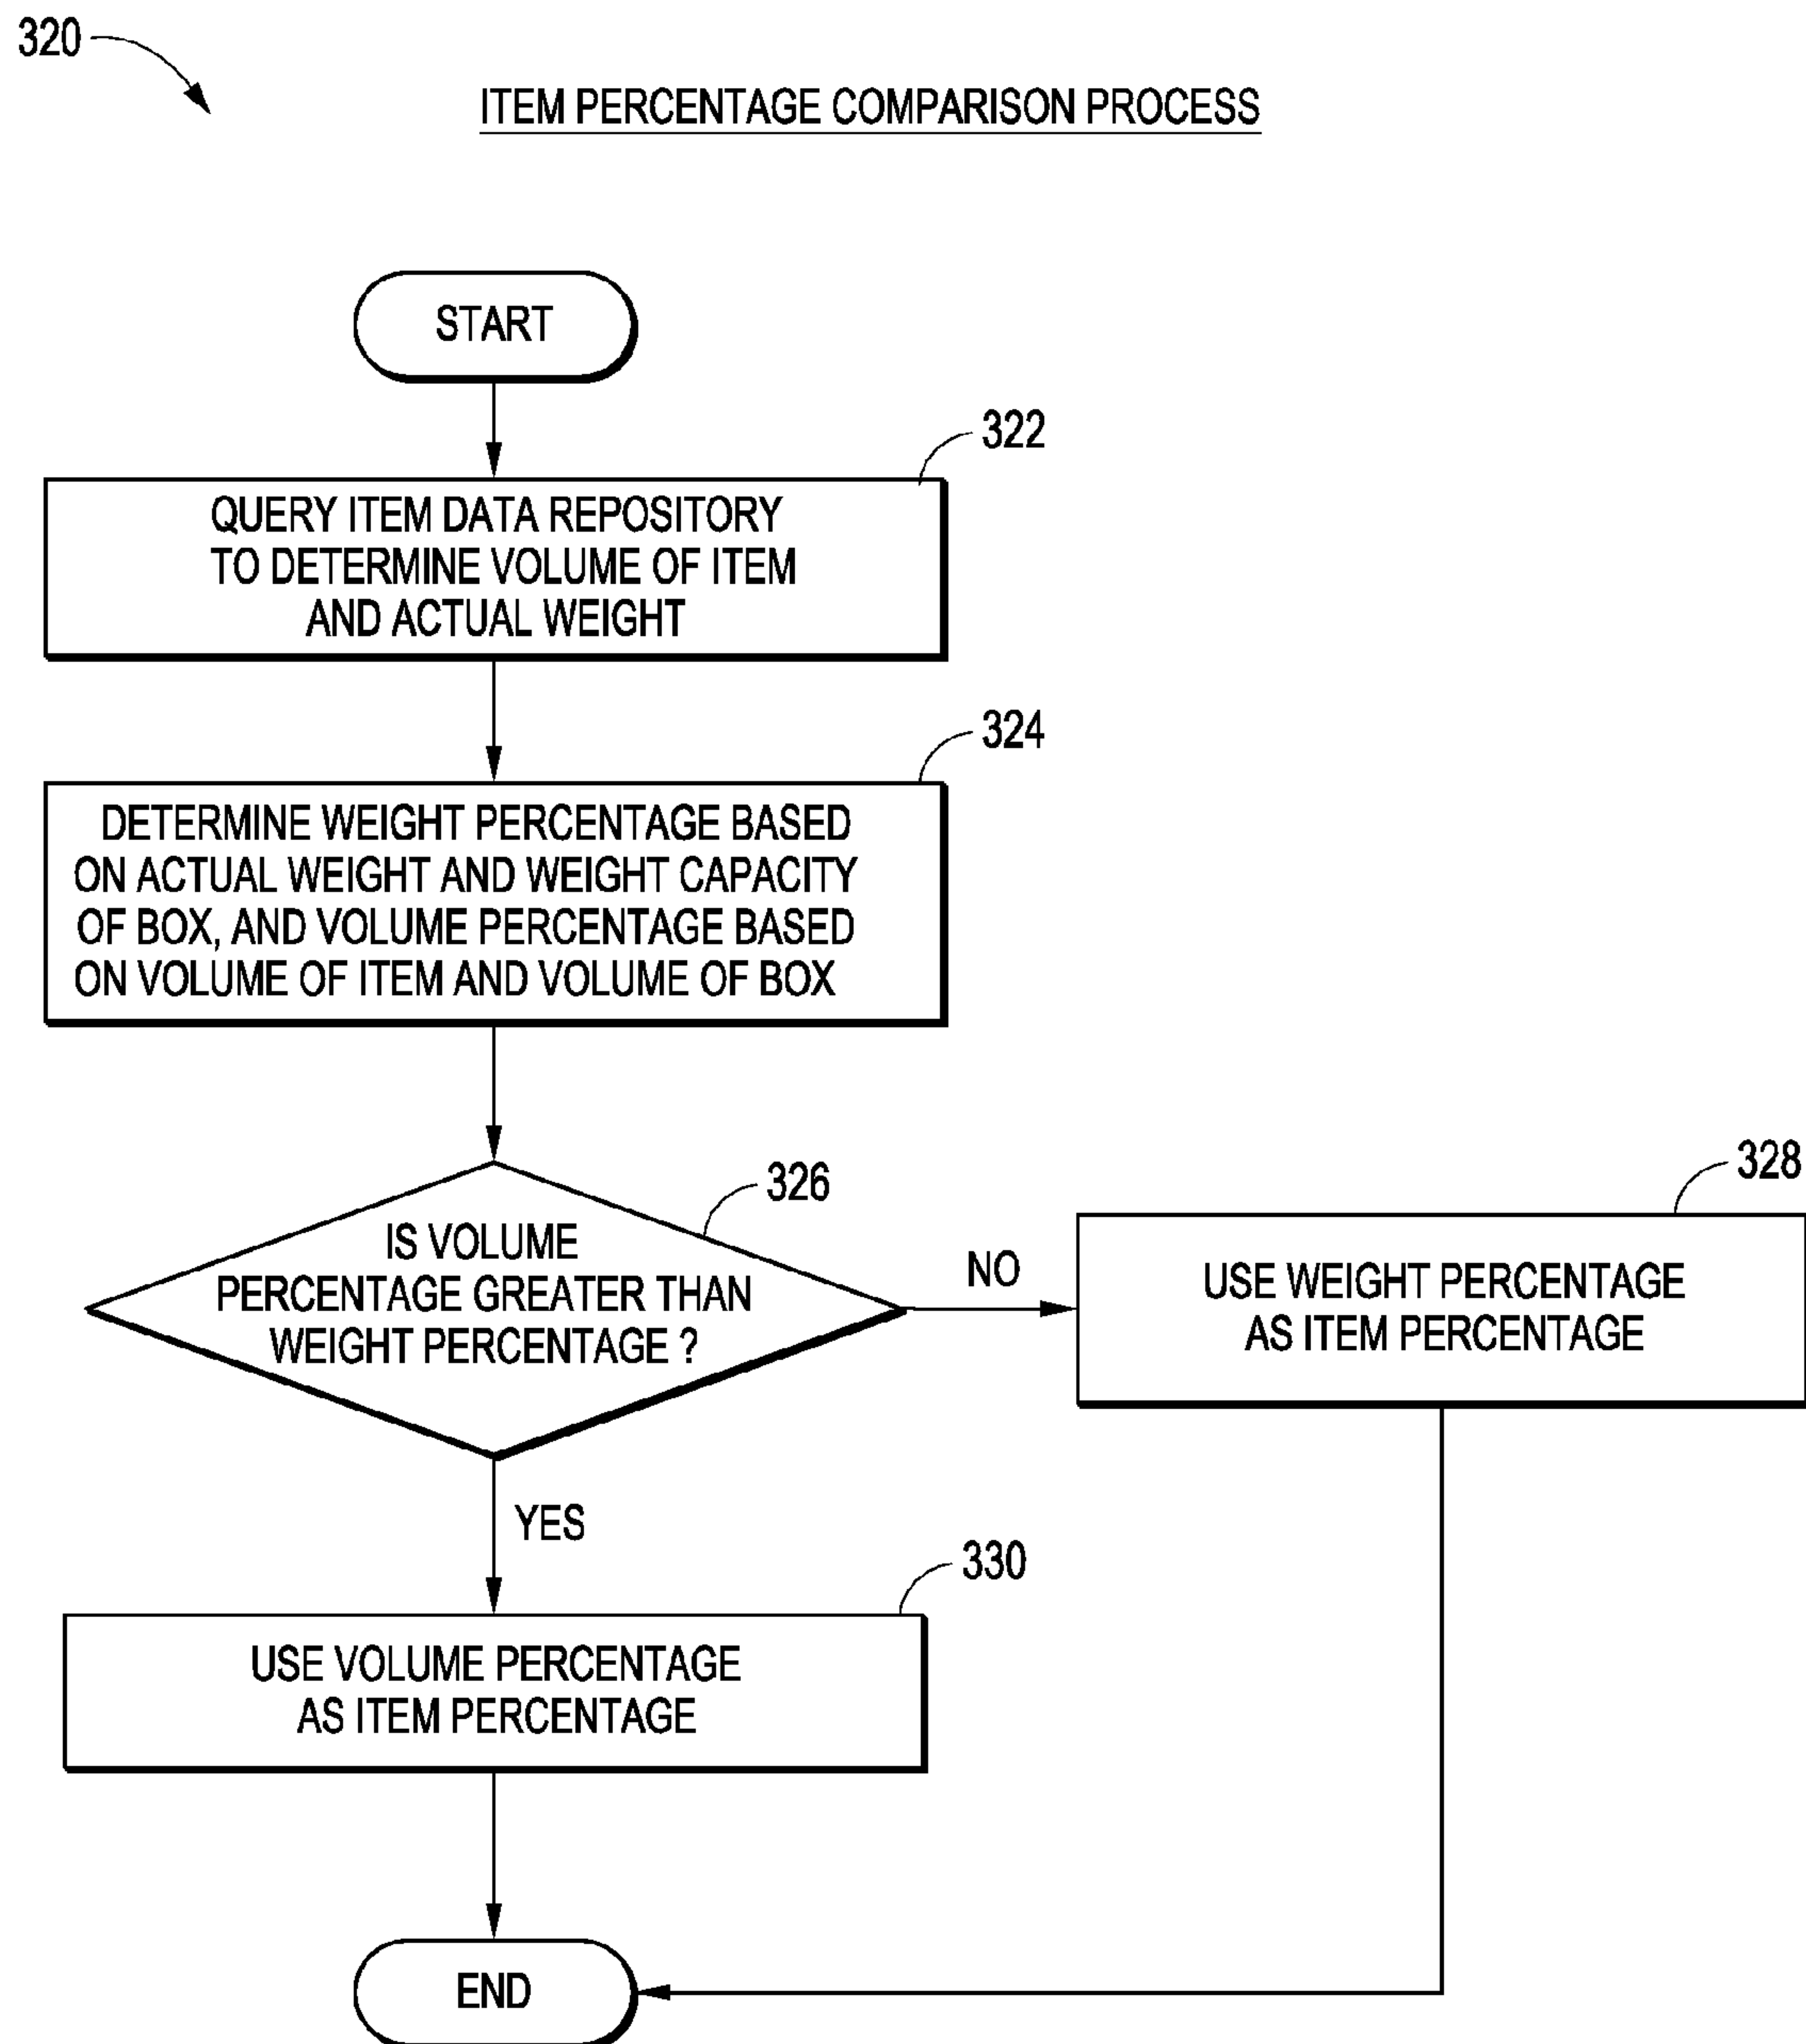 320
ITEM PERCENTAGE COMPARISON PROCESS
START
322
QUERY ITEM DATA REPOSITORY
TO DETERMINE VOLUME OF ITEM
AND ACTUAL WEIGHT
324
DETERMINE WEIGHT PERCENTAGE BASED
ON ACTUAL WEIGHT AND WEIGHT CAPACITY
OF BOX, AND VOLUME PERCENTAGE BASED
ON VOLUME OF ITEM AND VOLUME OF BOX
326
IS VOLUME
PERCENTAGE GREATER THAN
WEIGHT PERCENTAGE ?
NO
328
USE WEIGHT PERCENTAGE
AS ITEM PERCENTAGE
YES
330
USE VOLUME PERCENTAGE
AS ITEM PERCENTAGE
END